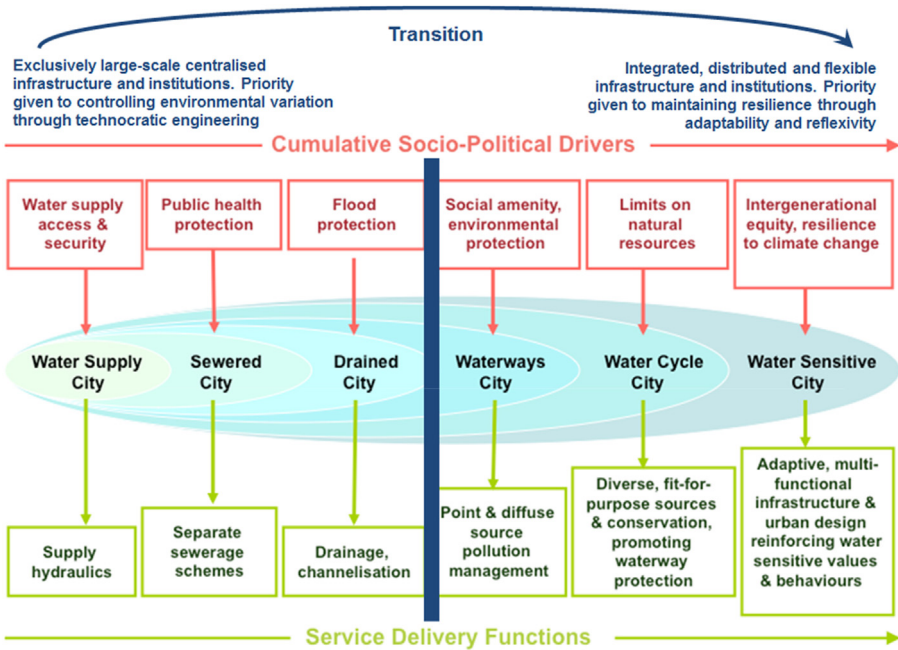 Transition
Exclusively large-scale centralised
infrastructure and institutions. Priority
given to controlling environmental variation
through technocratic engineering
Integrated, distributed and flexible
infrastructure and institutions. Priority
given to maintaining resilience through
adaptability and reflexivity
Cumulative Socio-Political Drivers
Water supply
access &
security
Public health
protection
Flood
protection
Social amenity,
environmental
protection
Limits on
natural
resources
Intergenerational
equity, resilience
to climate change
Water Supply
City
Sewered
City
Drained
City
Waterways
City
Water Cycle
City
Water Sensitive
City
Supply
hydraulics
Separate
sewerage
schemes
Drainage,
channelisation
Point & diffuse
source
pollution
management
Diverse, fit-for-
purpose sources
& conservation,
promoting
waterway
protection
Adaptive, multi-
functional
infrastructure &
urban design
reinforcing water
sensitive values
& behaviours
Service Delivery Functions